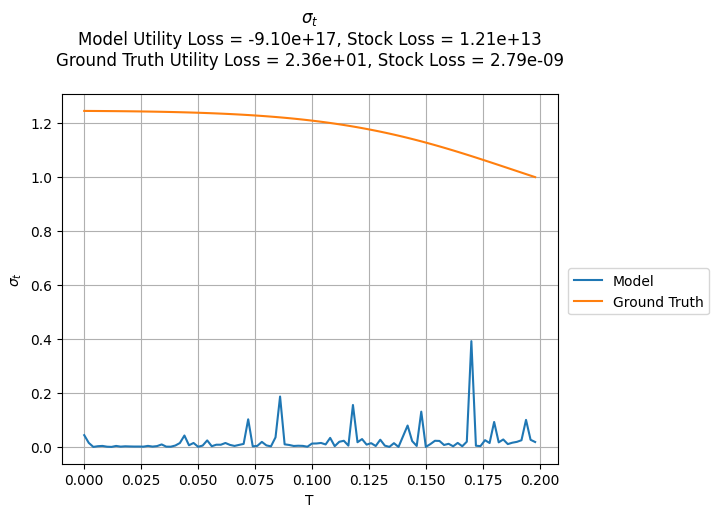 σt
Model Utility Loss = -9.10e+17, Stock Loss = 1.21e+13
Ground Truth Utility Loss = 2.36e+01, Stock Loss = 2.79e-09
1.2
1.0
0.8
0.6
0.4
0.2
0.0
σt
0.000 0.025 0.050 0.075 0.100 0.125 0.150 0.175 0.200
T
Model
Ground Truth